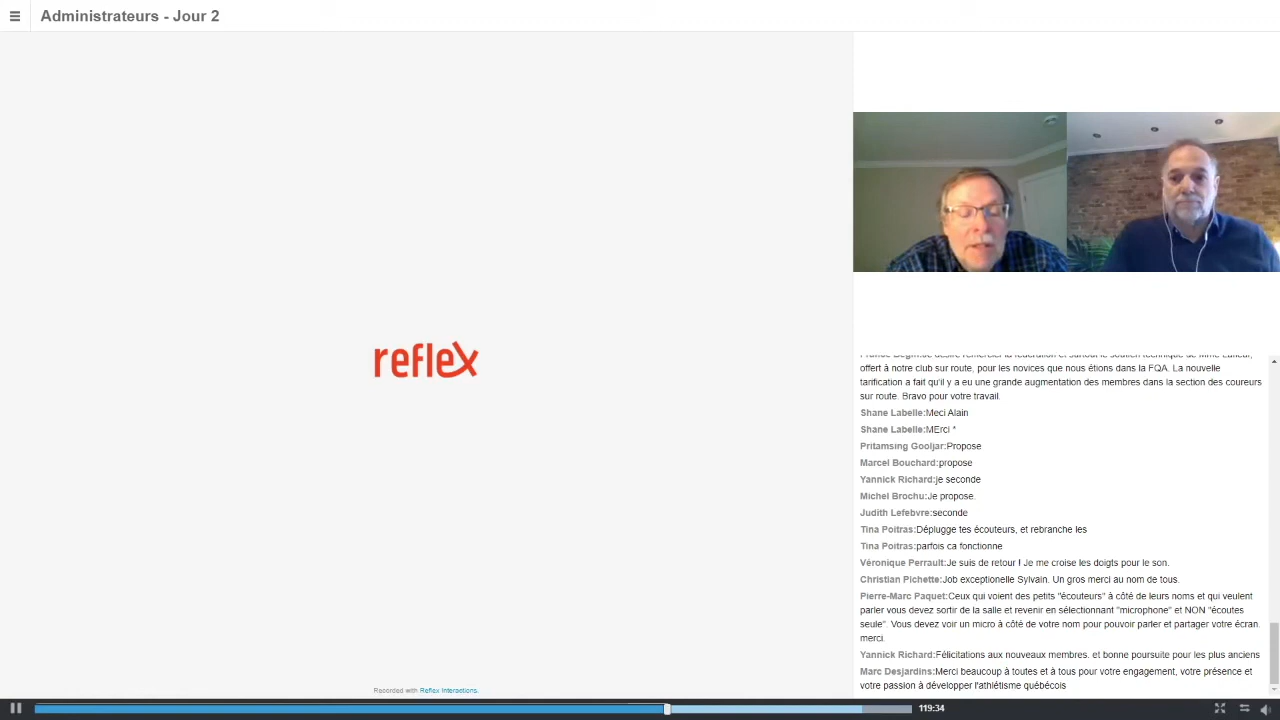 Administrateurs - Jour 2
reflex
offert à notre club sur route, pour les novices que nous étions dans la FQA. La nouvelle
tarification a fait qu'il y a eu une grande augmentation des membres dans la section des coureurs
sur route. Bravo pour votre travail.
Shane Labelle:Meci Alain
Shane Labelle:MErci *
Pritamsing Gooljar:Propose
Marcel Bouchard:propose
Yannick Richard:je seconde
Michel Brochu:Je propose.
Judith Lefebvre:seconde
Tina Poitras:Déplugge tes écouteurs, et rebranche les
Tina Poitras:parfois ca fonctionne
Véronique Perrault:Je suis de retour ! Je me croise les doigts pour le son.
Christian Pichette:Job exceptionelle Sylvain. Un gros merci au nom de tous.
Pierre-Marc Paquet:Ceux qui voient des petits "écouteurs" à côté de leurs noms et qui veulent
parler vous devez sortir de la salle et revenir en sélectionnant "microphone" et NON "écoutes
seule". Vous devez voir un micro à côté de votre nom pour pouvoir parler et partager votre écran.
merci.
Yannick Richard:Félicitations aux nouveaux membres. et bonne poursuite pour les plus anciens
Marc Desjardins:Merci beaucoup à toutes et à tous pour votre engagement, votre présence et
votre passion à développer l'athlétisme québécois
Recorded with Reflex Interactions.
119:34